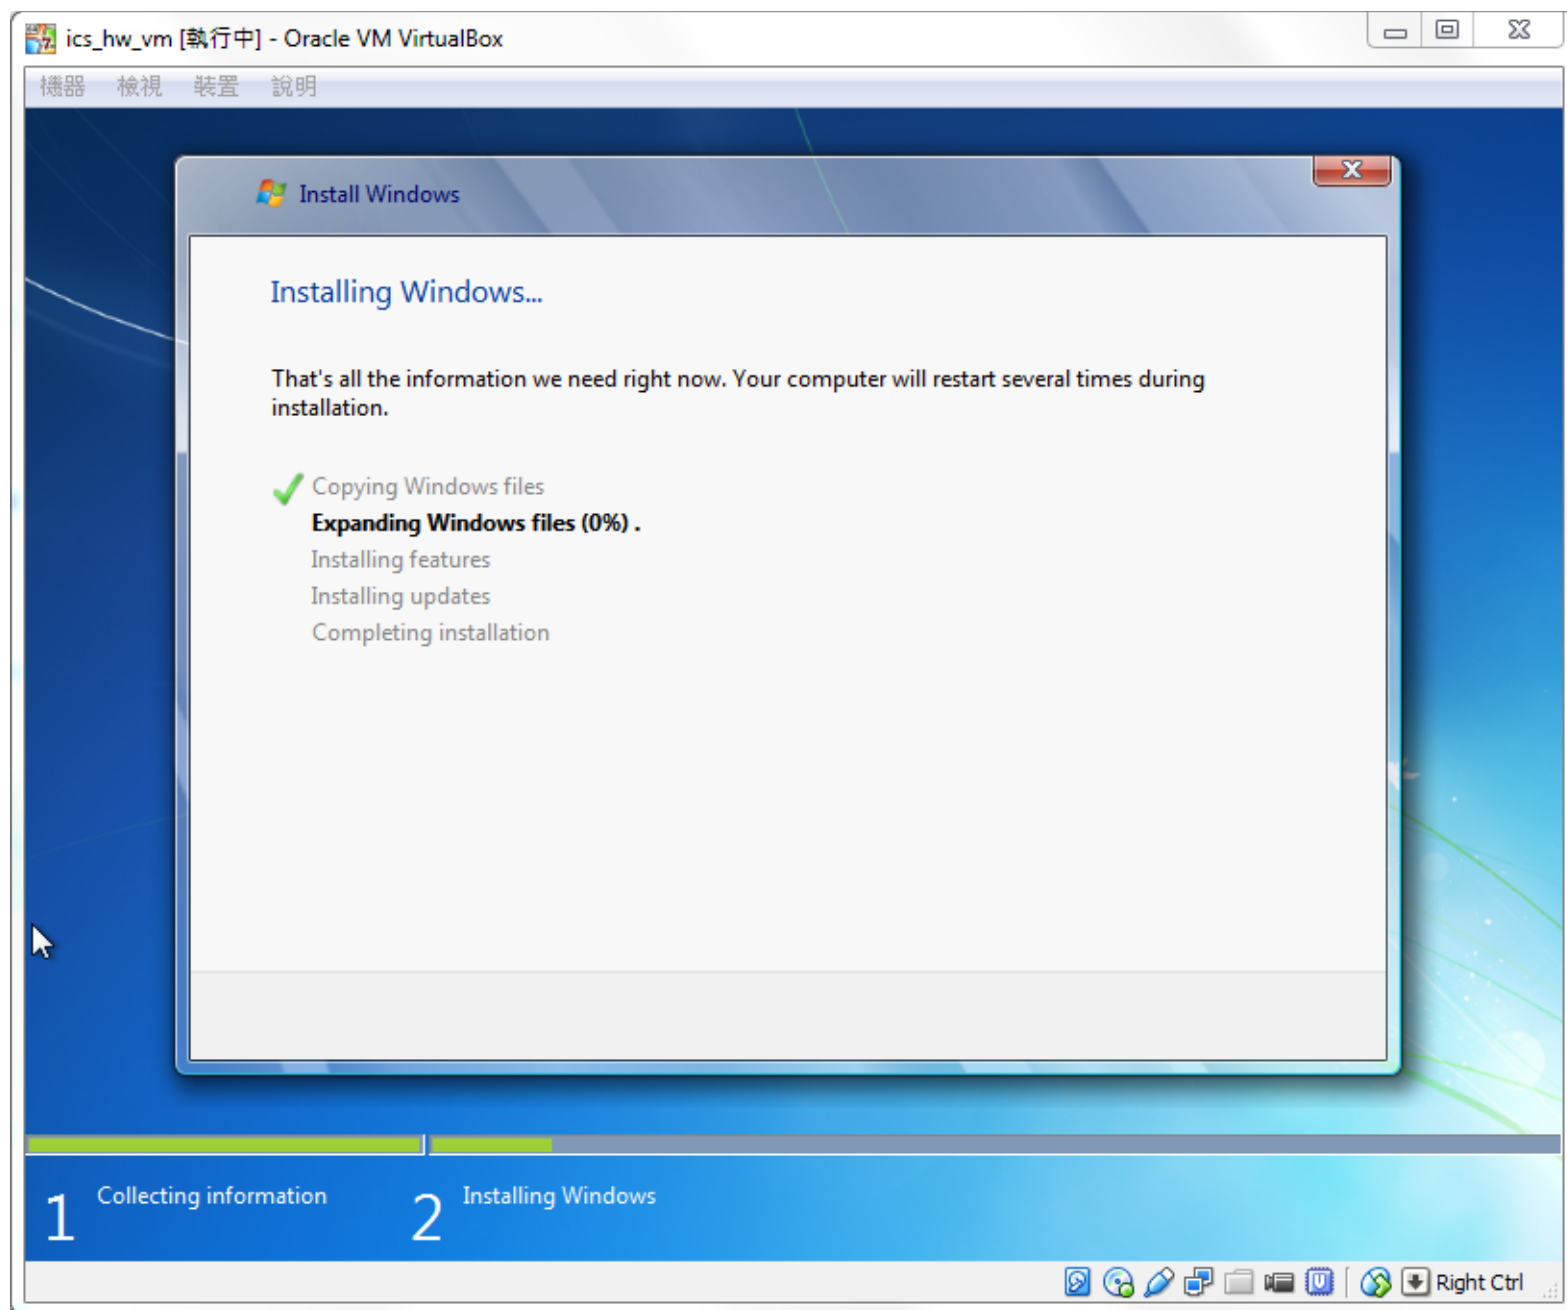 ics_hw_vm [執行中] - Oracle VM VirtualBox
機器 檢視 裝置 說明
Install Windows
Installing Windows...
That's all the information we need right now. Your computer will restart several times during
installation.
Copying Windows files
Expanding Windows files (0%) .
Installing features
Installing updates
Completing installation
1 Collecting information 2 Installing Windows
Right Ctrl